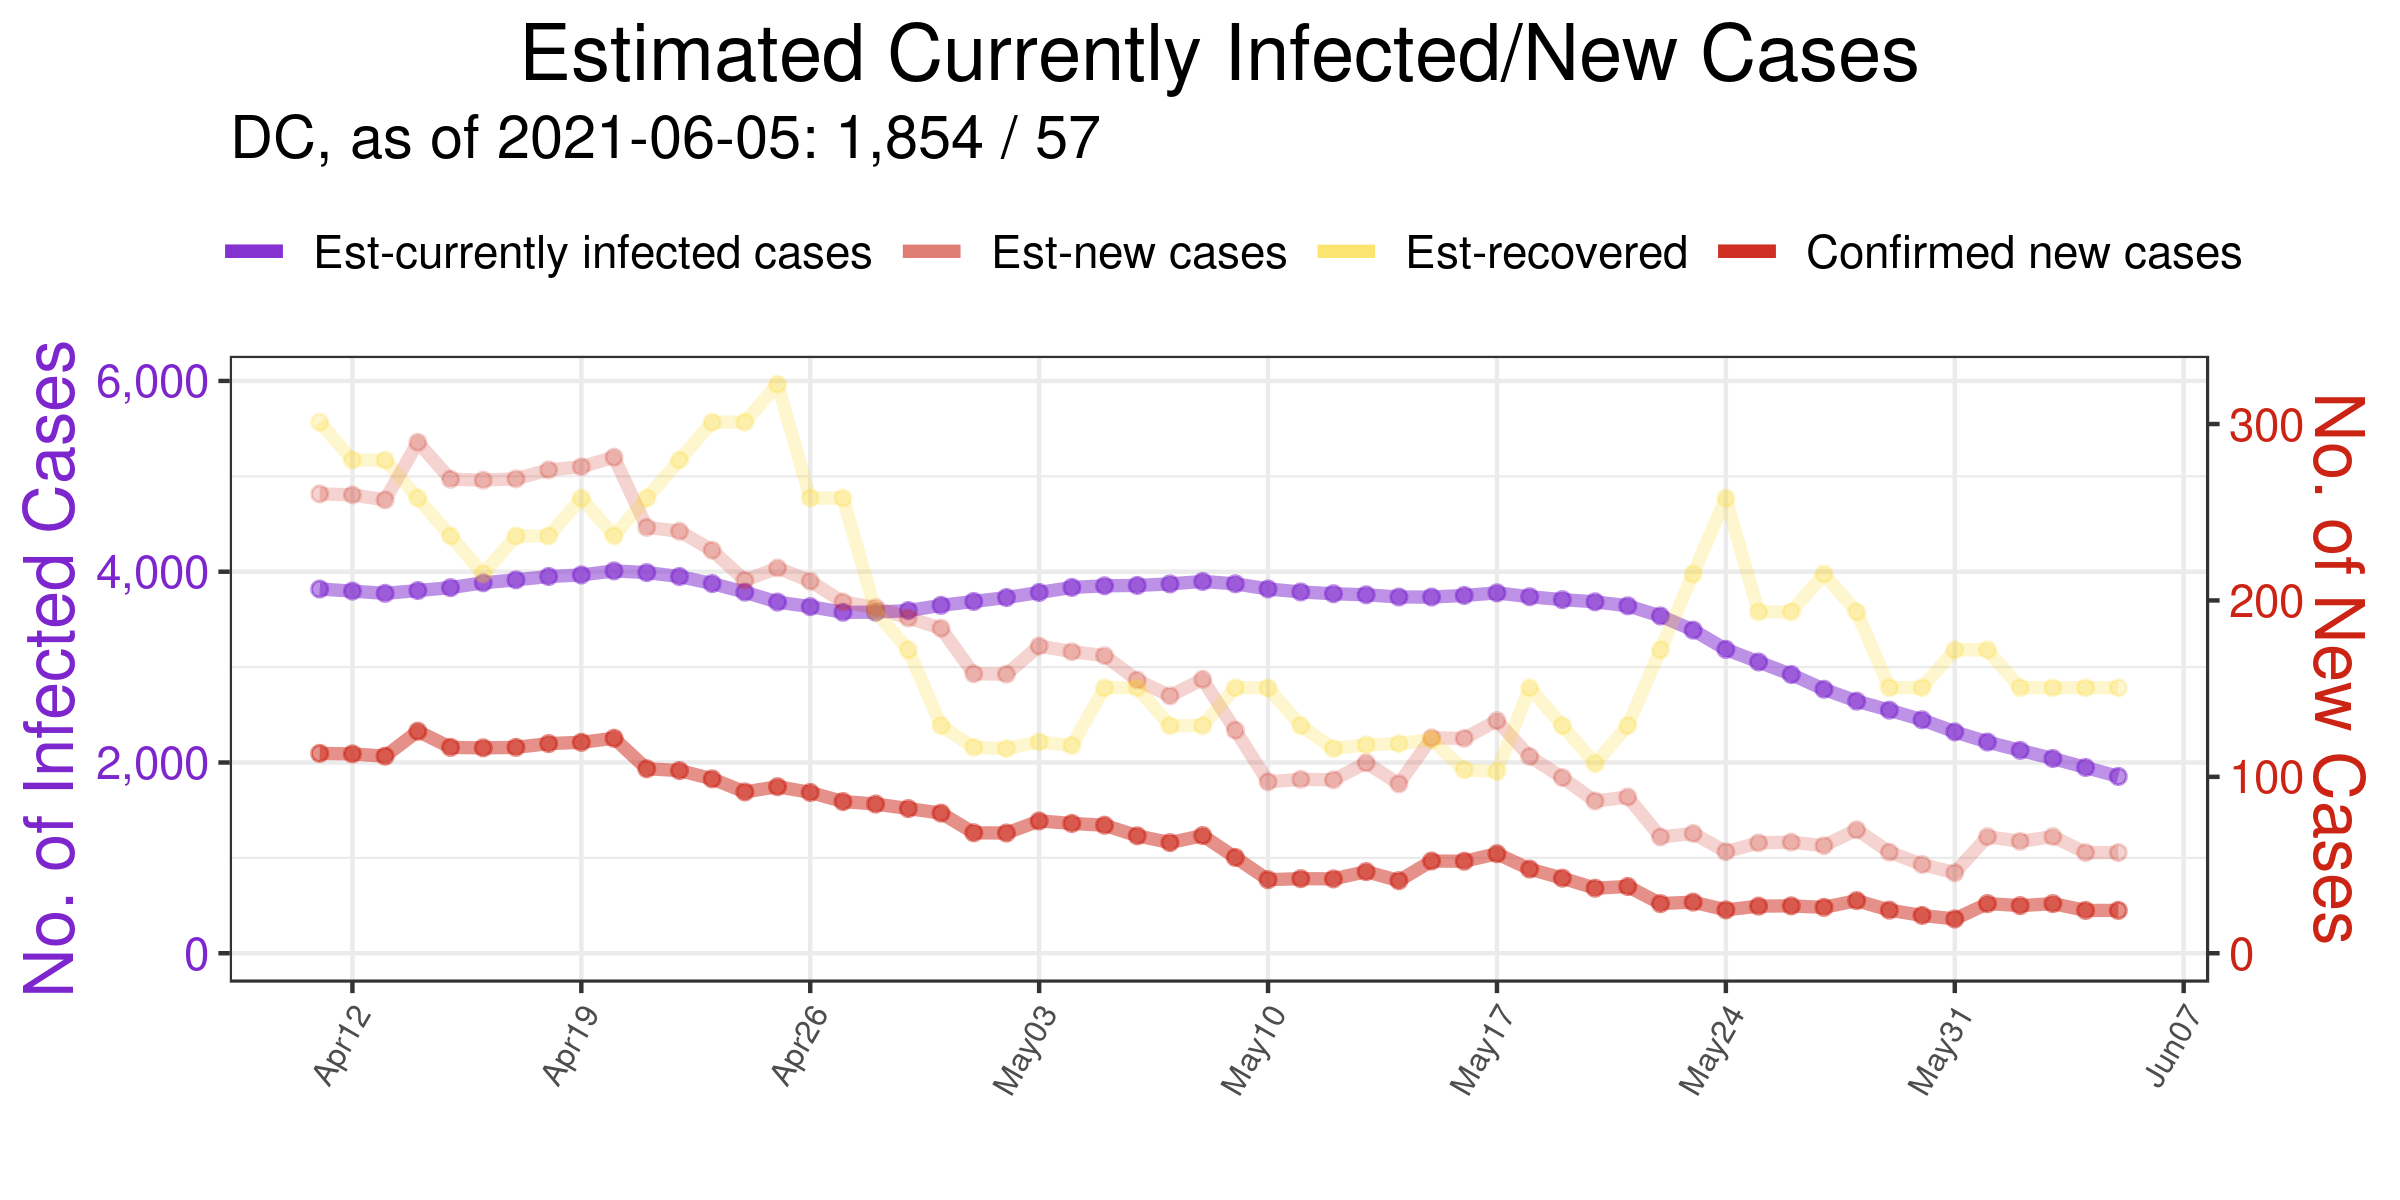 Estimated Currently Infected/New Cases
DC, as of 2021-06-05: 1,854 / 57
Est-currently infected cases Est-new cases Est-recovered Confirmed new cases
No. of Infected Cases
6,000
4,000
2,000
0
300
200
100
0
No. of New Cases
Apr12 Apr19 Apr26 May03 May10 May17 May24 May31 Jun07